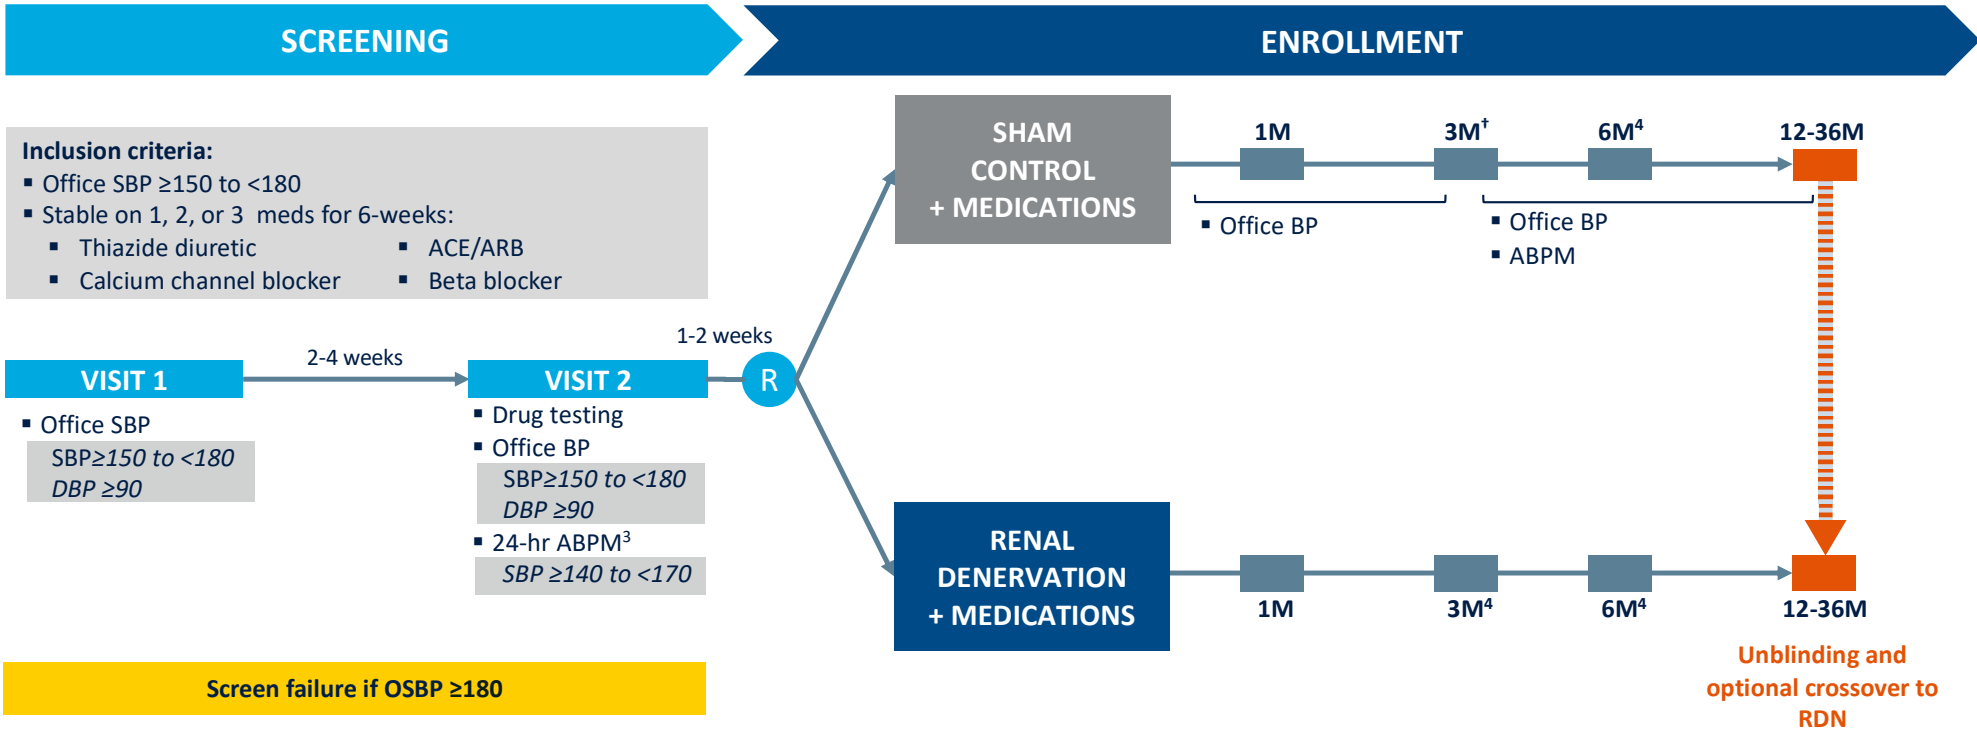 SCREENING
ENROLLMENT
Inclusion criteria:
▪ Office SBP ≥150 to <180
▪ Stable on 1, 2, or 3 meds for 6-weeks:
▪ Thiazide diuretic
▪ ACE/ARB
▪ Calcium channel blocker
▪ Beta blocker
VISIT 1
2-4 weeks
VISIT 2
1-2 weeks
R
▪ Office SBP
SBP≥150 to <180
DBP ≥90
▪ Drug testing
▪ Office BP
SBP≥150 to <180
DBP ≥90
▪ 24-hr ABPM³
SBP ≥140 to <170
Screen failure if OSBP ≥180
SHAM
CONTROL
+ MEDICATIONS
1M
3M†
6M⁴
12-36M
▪ Office BP
▪ Office BP
▪ ABPM
RENAL
DENERVATION
+ MEDICATIONS
1M
3M⁴
6M⁴
12-36M
Unblinding and
optional crossover to
RDN